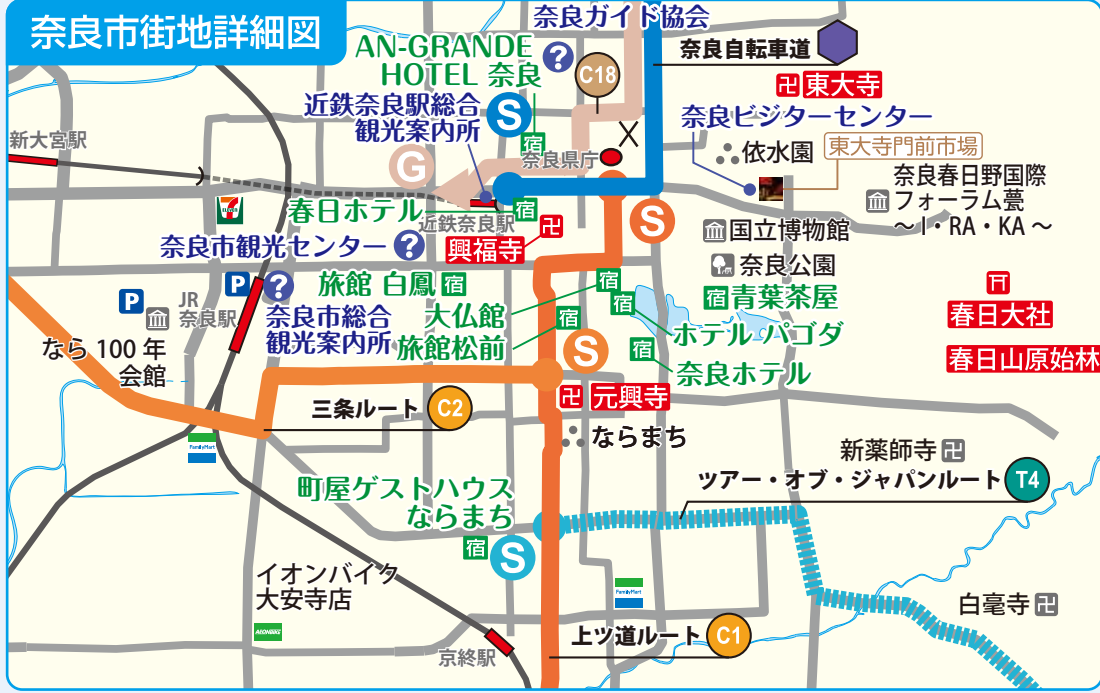 奈良市街地詳細図
奈良ガイド協会
AN-GRANDE
HOTEL 奈良
?
C18
奈良自転車道
卍 東大寺
近鉄奈良駅総合
観光案内所
S
宿
奈良ビジターセンター
新大宮駅
奈良県庁
依水園
東大寺門前市場
G
奈良春日野国際
フォーラム甍
～I・RA・KA～
春日ホテル
宿
近鉄奈良駅
S
国立博物館
奈良市観光センター ?
興福寺 卍
奈良公園
P
P
?
旅館 白鳳 宿
宿
宿 青葉茶屋
JR
奈良駅
奈良市総合
観光案内所
大仏館
宿
春日大社
なら 100 年
会館
旅館松前
宿
S
ホテル パゴダ
宿
奈良ホテル
春日山原始林
三条ルート C2
卍 元興寺
ならまち
FamilyMart
新薬師寺 卍
ツアー・オブ・ジャパンルート T4
町屋ゲストハウス
ならまち
宿
S
イオンバイク
大安寺店
FamilyMart
白毫寺 卍
AEONBIKE
上ツ道ルート C1
京終駅